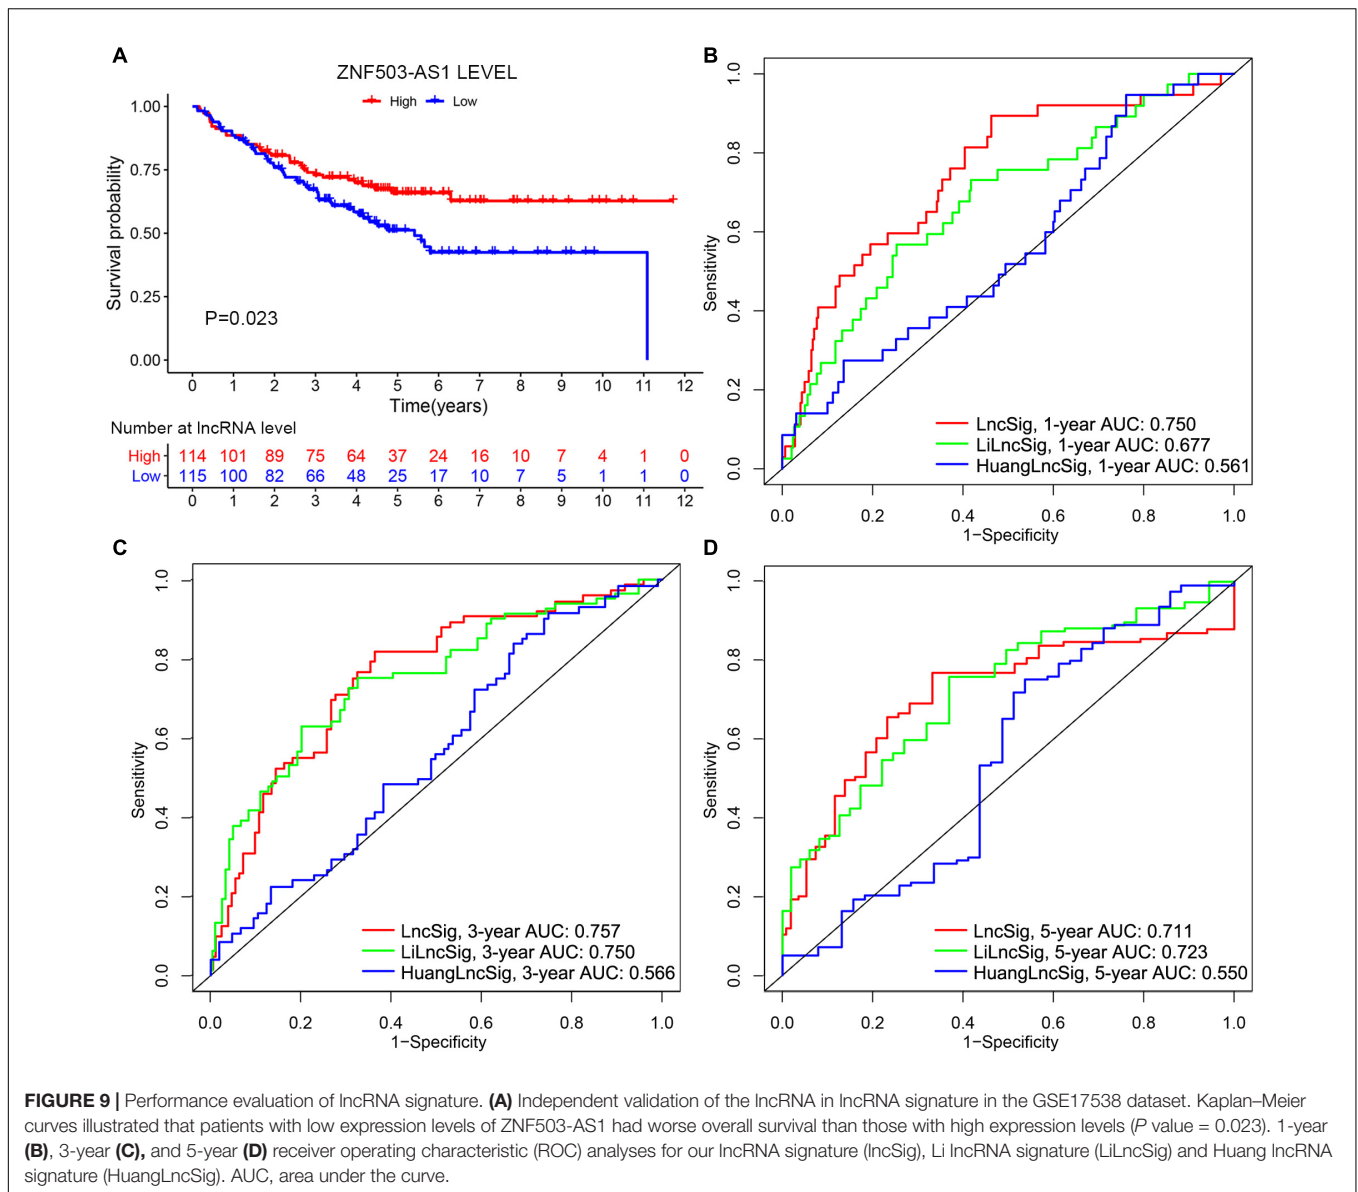 A
ZNF503-AS1 LEVEL
High Low
Survival probability
1.00
0.75
0.50
0.25
0.00
P=0.023
0 1 2 3 4 5 6 7 8 9 10 11 12
Time(years)
Number at lncRNA level
High 114 101 89 75 64 37 24 16 10 7 4 1 0
Low 115 100 82 66 48 25 17 10 7 5 1 1 0
0 1 2 3 4 5 6 7 8 9 10 11 12
B
Sensitivity
1.0
0.8
0.6
0.4
0.2
0.0
LncSig, 1-year AUC: 0.750
LiLncSig, 1-year AUC: 0.677
HuangLncSig, 1-year AUC: 0.561
0.0 0.2 0.4 0.6 0.8 1.0
1−Specificity
C
Sensitivity
1.0
0.8
0.6
0.4
0.2
0.0
LncSig, 3-year AUC: 0.757
LiLncSig, 3-year AUC: 0.750
HuangLncSig, 3-year AUC: 0.566
0.0 0.2 0.4 0.6 0.8 1.0
1−Specificity
D
Sensitivity
1.0
0.8
0.6
0.4
0.2
0.0
LncSig, 5-year AUC: 0.711
LiLncSig, 5-year AUC: 0.723
HuangLncSig, 5-year AUC: 0.550
0.0 0.2 0.4 0.6 0.8 1.0
1−Specificity
FIGURE 9 | Performance evaluation of lncRNA signature. (A) Independent validation of the lncRNA in lncRNA signature in the GSE17538 dataset. Kaplan–Meier
curves illustrated that patients with low expression levels of ZNF503-AS1 had worse overall survival than those with high expression levels (P value = 0.023). 1-year
(B), 3-year (C), and 5-year (D) receiver operating characteristic (ROC) analyses for our lncRNA signature (lncSig), Li lncRNA signature (LiLncSig) and Huang lncRNA
signature (HuangLncSig). AUC, area under the curve.